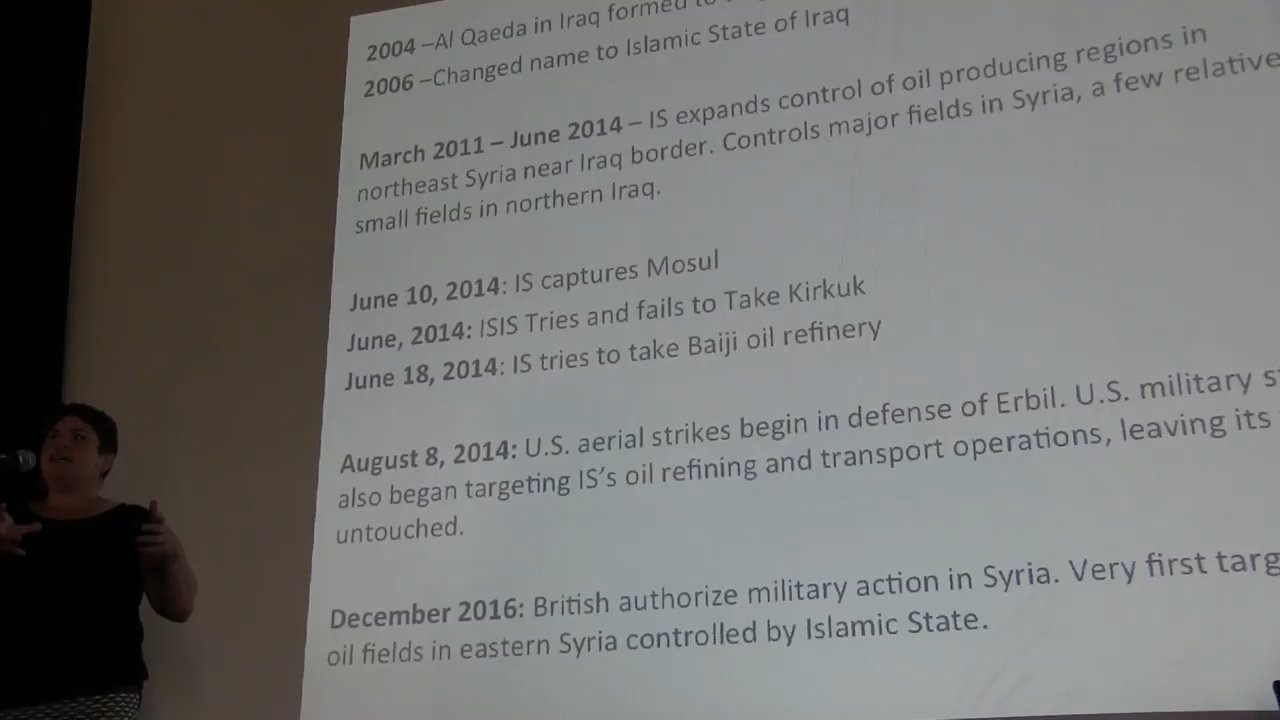 2004 –Al Qaeda in Iraq formed to
2006 –Changed name to Islamic State of Iraq
March 2011 – June 2014 – IS expands control of oil producing regions in
northeast Syria near Iraq border. Controls major fields in Syria, a few relative
small fields in northern Iraq.
June 10, 2014: IS captures Mosul
June, 2014: ISIS Tries and fails to Take Kirkuk
June 18, 2014: IS tries to take Baiji oil refinery
August 8, 2014: U.S. aerial strikes begin in defense of Erbil. U.S. military
also began targeting IS’s oil refining and transport operations, leaving its
untouched.
December 2016: British authorize military action in Syria. Very first
oil fields in eastern Syria controlled by Islamic State.